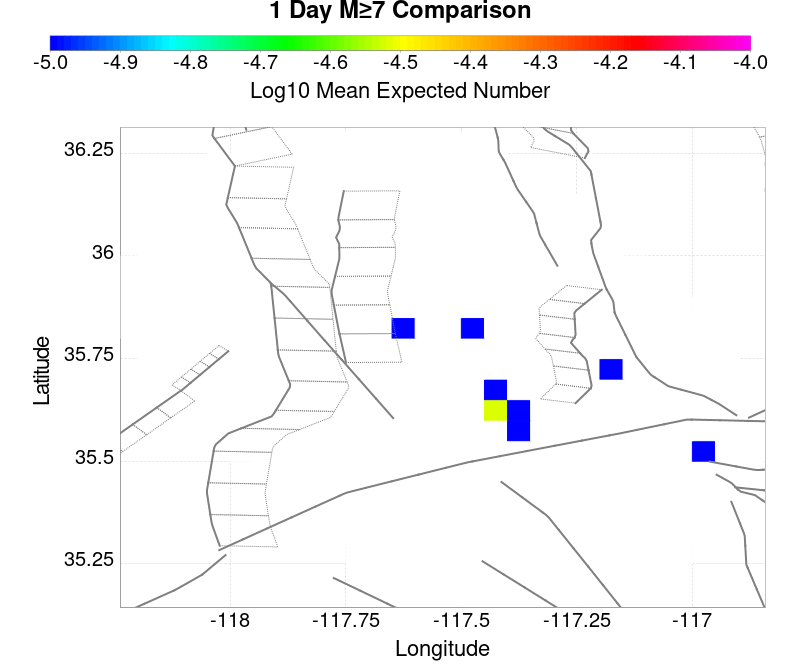 1 Day M≥7 Comparison
-5.0 -4.9 -4.8 -4.7 -4.6 -4.5 -4.4 -4.3 -4.2 -4.1 -4.0
Log10 Mean Expected Number
36.25
36
35.75
35.5
35.25
Latitude
-118 -117.75 -117.5 -117.25 -117
Longitude